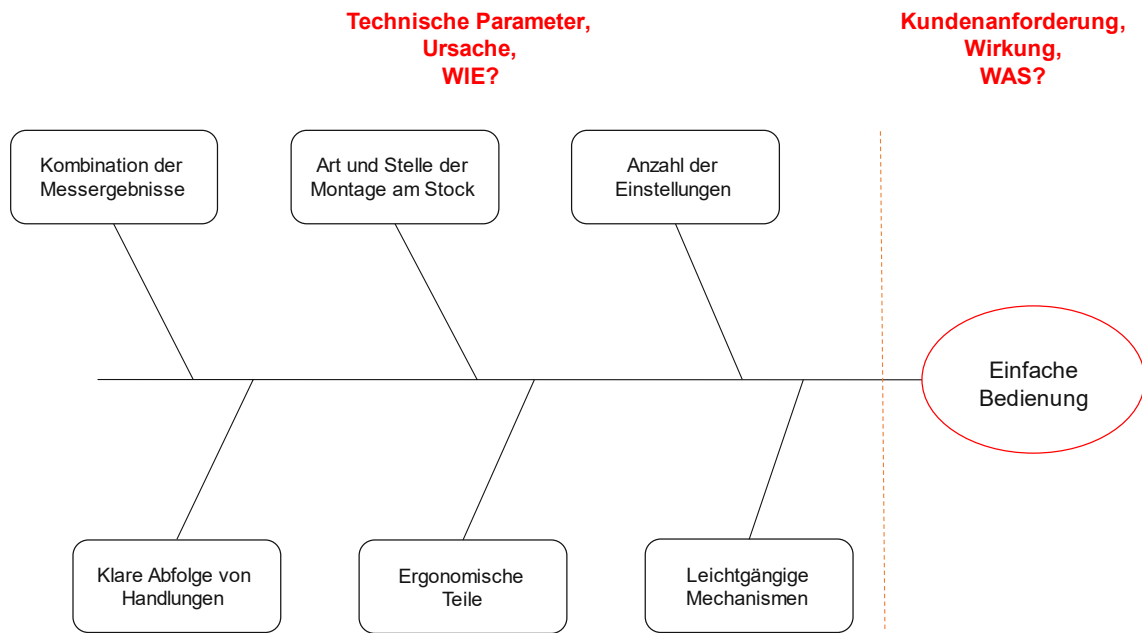 Technische Parameter,
Ursache,
WIE?
Kundenanforderung,
Wirkung,
WAS?
Kombination der
Messergebnisse
Art und Stelle der
Montage am Stock
Anzahl der
Einstellungen
Einfache
Bedienung
Klare Abfolge von
Handlungen
Ergonomische
Teile
Leichtgängige
Mechanismen